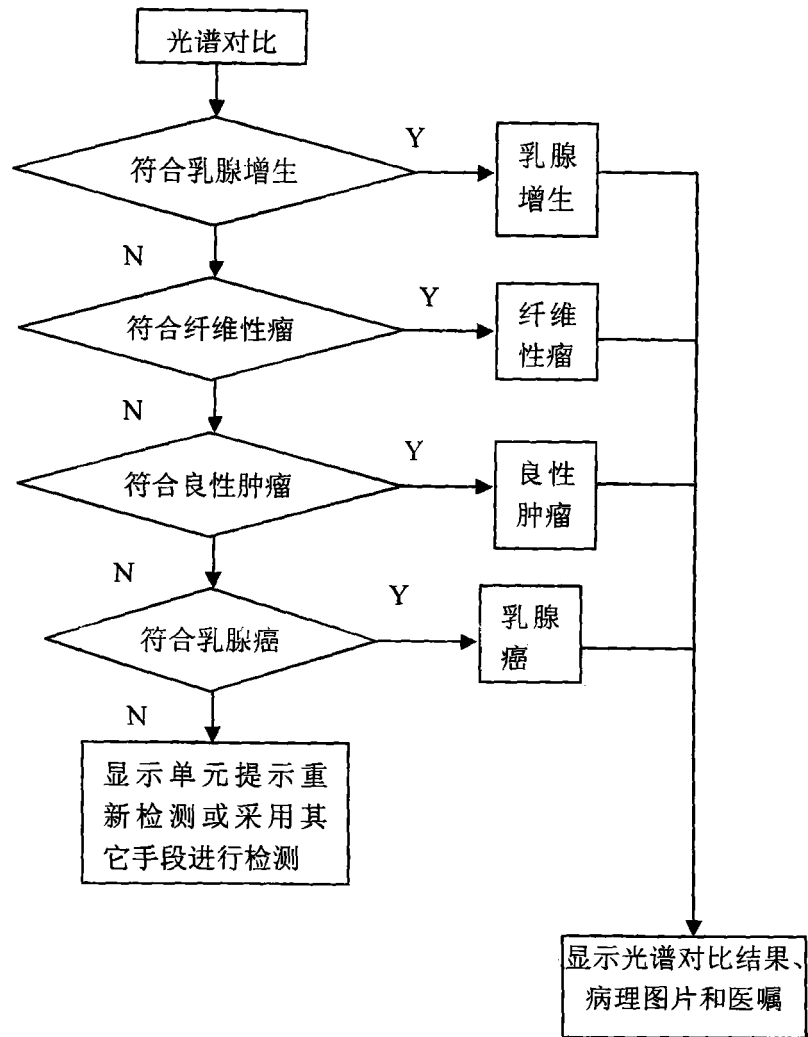 光谱对比
Y
符合乳腺增生
乳腺
增生
N
Y
符合纤维性瘤
纤维
性瘤
N
Y
符合良性肿瘤
良性
肿瘤
N
Y
符合乳腺癌
乳腺
癌
N
显示单元提示重
新检测或采用其
它手段进行检测
显示光谱对比结果、
病理图片和医嘱